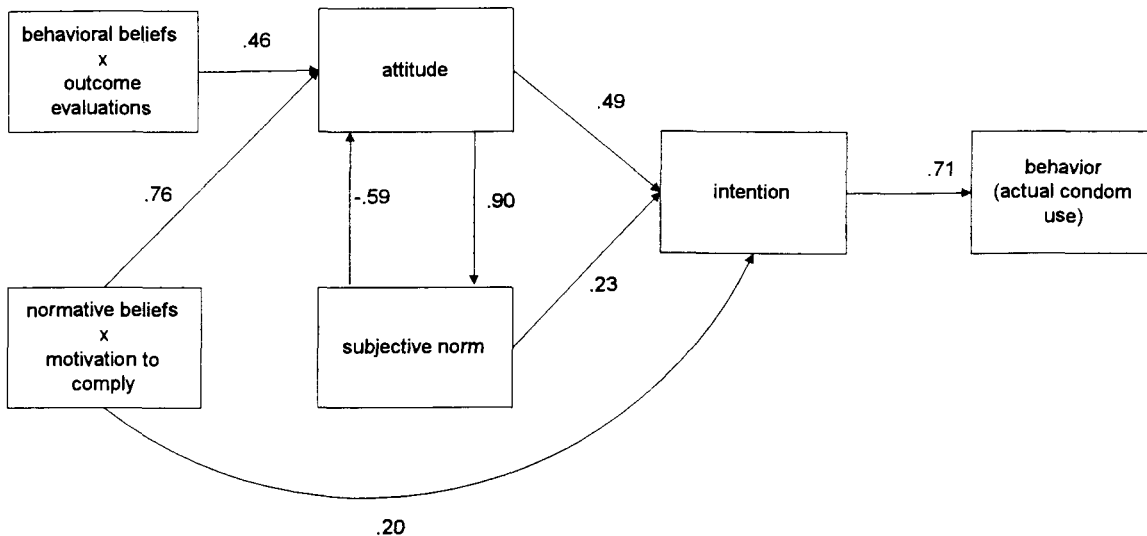 behavioral beliefs
x
outcome
evaluations
.46
attitude
.49
.76
-.59
.90
intention
.71
behavior
(actual condom
use)
normative beliefs
x
motivation to
comply
subjective norm
.23
.20